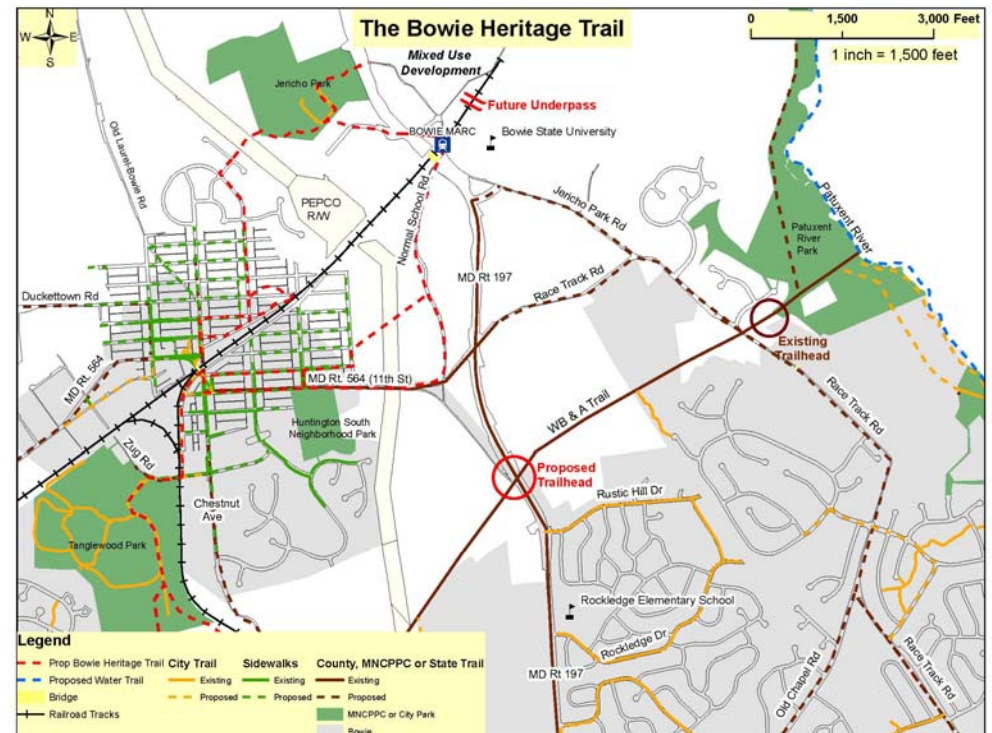 The Bowie Heritage Trail
N
W E
S
0 1,500 3,000 Feet
1 inch = 1,500 feet
Mixed Use
Development
Future Underpass
Jericho Park
BOWIE MARC
Bowie State University
Old Laurel-Bowie Rd
PEPCO
R/W
Normal School Rd
Jericho Park Rd
Patuxent River
Patuxent
River
Park
MD Rt 197
Race Track Rd
Duckettown Rd
Existing
Trailhead
MD Rt. 564
MD Rt. 564 (11th St)
WB & A Trail
Race Track Rd
Huntington South
Neighborhood Park
Zug Rd
Proposed
Trailhead
Chestnut
Ave
Rustic Hill Dr
Tanglewood Park
Rockledge Elementary School
Rockledge Dr
MD Rt 197
Old Chapel Rd
Race Track Rd
Legend
Prop Bowie Heritage Trail
Proposed Water Trail
Bridge
Railroad Tracks
City Trail
Existing
Proposed
Sidewalks
Existing
Proposed
County, MNCPPC or State Trail
Existing
Proposed
MNCPPC or City Park
Bowie